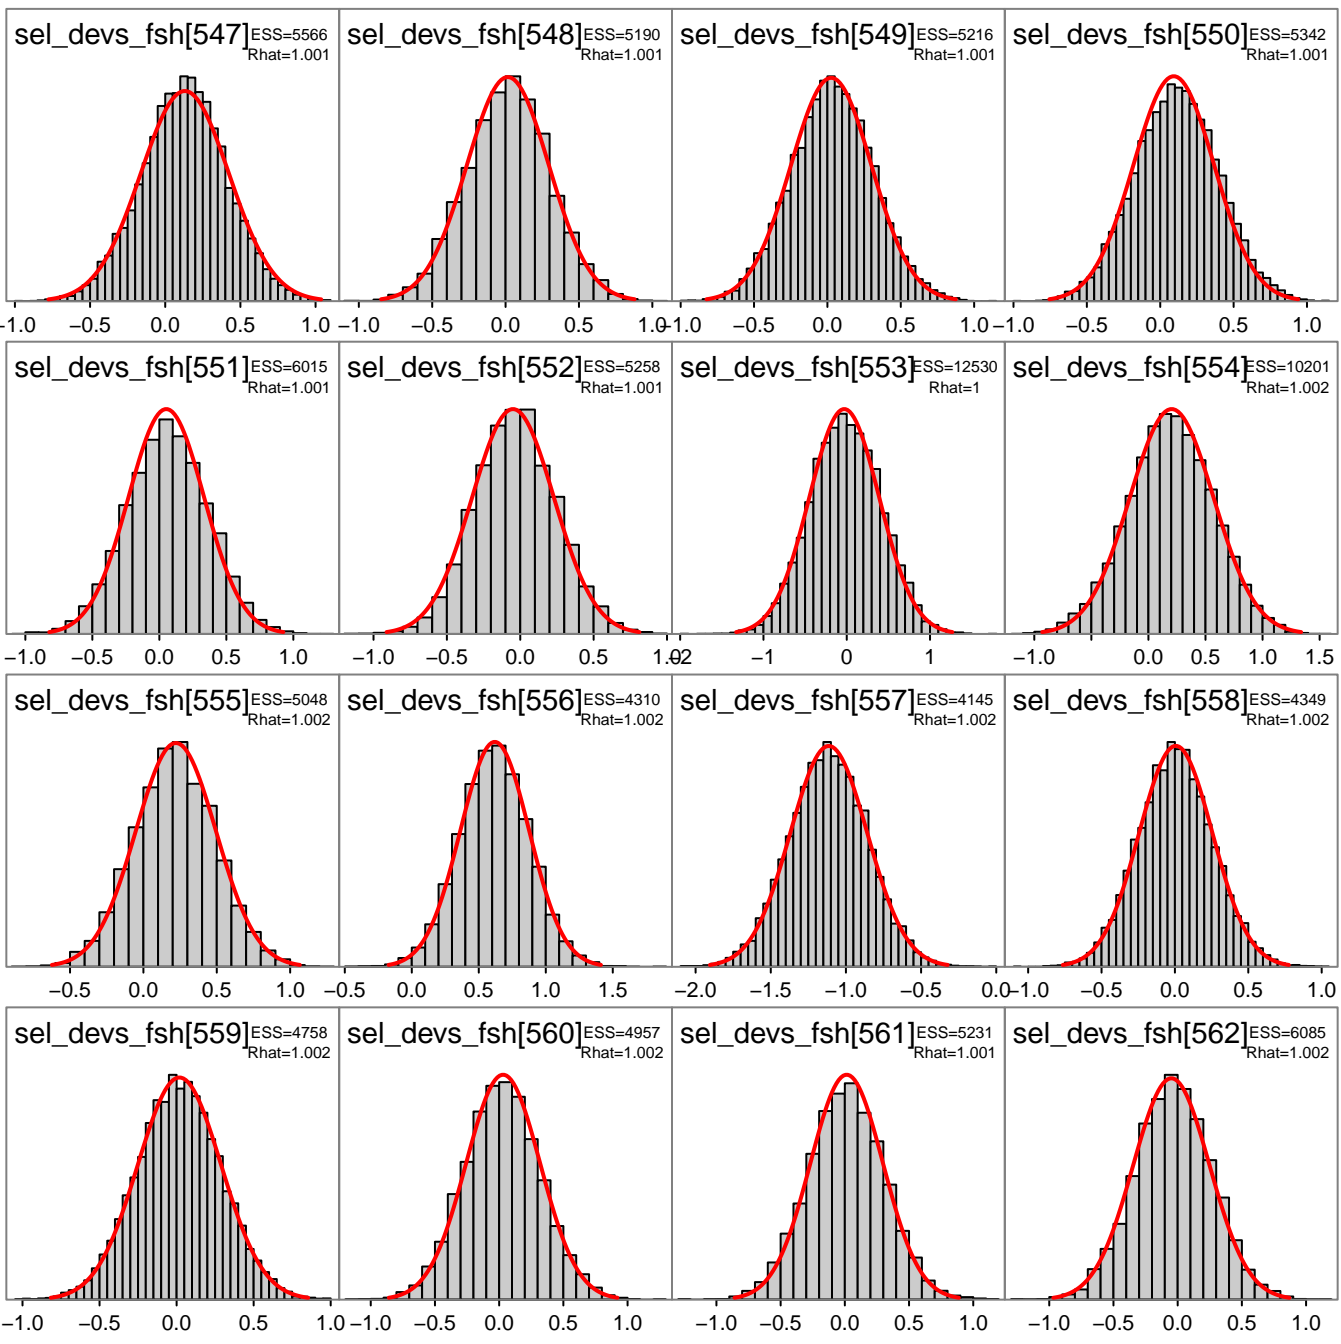 sel_devs_fsh[547] ESS=5566
Rhat=1.001
sel_devs_fsh[548] ESS=5190
Rhat=1.001
sel_devs_fsh[549] ESS=5216
Rhat=1.001
sel_devs_fsh[550] ESS=5342
Rhat=1.001
−1.0 −0.5 0.0 0.5 1.0
−1.0 −0.5 0.0 0.5 1.0
−1.0 −0.5 0.0 0.5
−1.0 −0.5 0.0 0.5 1.0
sel_devs_fsh[551] ESS=6015
Rhat=1.001
sel_devs_fsh[552] ESS=5258
Rhat=1.001
sel_devs_fsh[553] ESS=12530
Rhat=1
sel_devs_fsh[554] ESS=10201
Rhat=1.002
−1.0 −0.5 0.0 0.5 1.0
−1.0 −0.5 0.0 0.5 1.0
−2 −1 0 1
−1.0 0.0 0.5 1.0 1.5
sel_devs_fsh[555] ESS=5048
Rhat=1.002
sel_devs_fsh[556] ESS=4310
Rhat=1.002
sel_devs_fsh[557] ESS=4145
Rhat=1.002
sel_devs_fsh[558] ESS=4349
Rhat=1.002
−0.5 0.0 0.5 1.0
−0.5 0.0 0.5 1.0 1.5
−2.0 −1.5 −1.0 −0.5 0.0
−1.0 −0.5 0.0 0.5 1.0
sel_devs_fsh[559] ESS=4758
Rhat=1.002
sel_devs_fsh[560] ESS=4957
Rhat=1.002
sel_devs_fsh[561] ESS=5231
Rhat=1.001
sel_devs_fsh[562] ESS=6085
Rhat=1.002
−1.0 −0.5 0.0 0.5 1.0
−1.0 −0.5 0.0 0.5 1.0
−1.0 −0.5 0.0 0.5 1.0
−1.0 −0.5 0.0 0.5 1.0